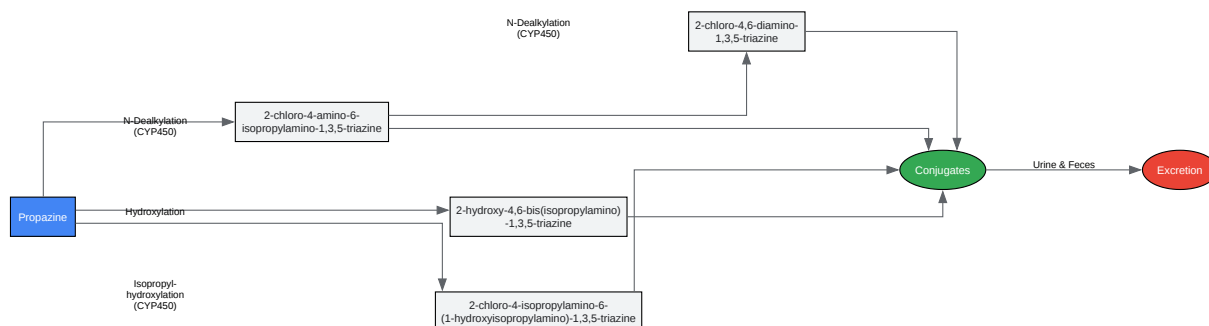 N-Dealkylation
(CYP450)
2-chloro-4,6-diamino-
1,3,5-triazine
N-Dealkylation
(CYP450)
2-chloro-4-amino-6-
isopropylamino-1,3,5-triazine
Conjugates
Urine & Feces
Excretion
Propazine
Hydroxylation
2-hydroxy-4,6-bis(isopropylamino)
-1,3,5-triazine
Isopropyl-
hydroxylation
(CYP450)
2-chloro-4-isopropylamino-6-
(1-hydroxyisopropylamino)-1,3,5-triazine